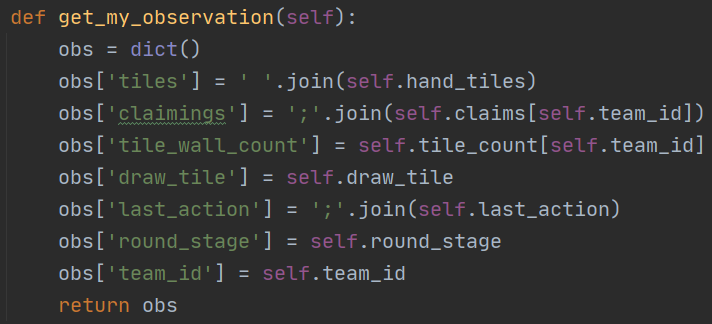 def get_my_observation(self):
    obs = dict()
    obs['tiles'] = ' '.join(self.hand_tiles)
    obs['claimings'] = ';'.join(self.claims[self.team_id])
    obs['tile_wall_count'] = self.tile_count[self.team_id]
    obs['draw_tile'] = self.draw_tile
    obs['last_action'] = ';'.join(self.last_action)
    obs['round_stage'] = self.round_stage
    obs['team_id'] = self.team_id
    return obs